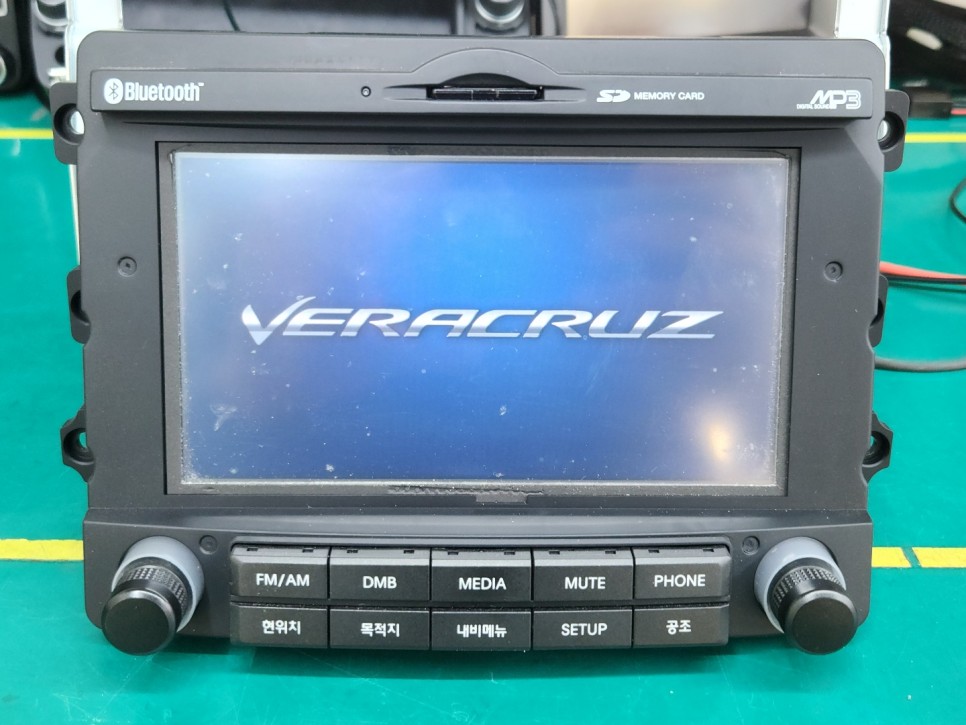 Bluetooth™
SD MEMORY CARD
MP3
VERACRUZ
FM/AM DMB MEDIA MUTE PHONE
현위치 목적지 내비메뉴 SETUP 공조